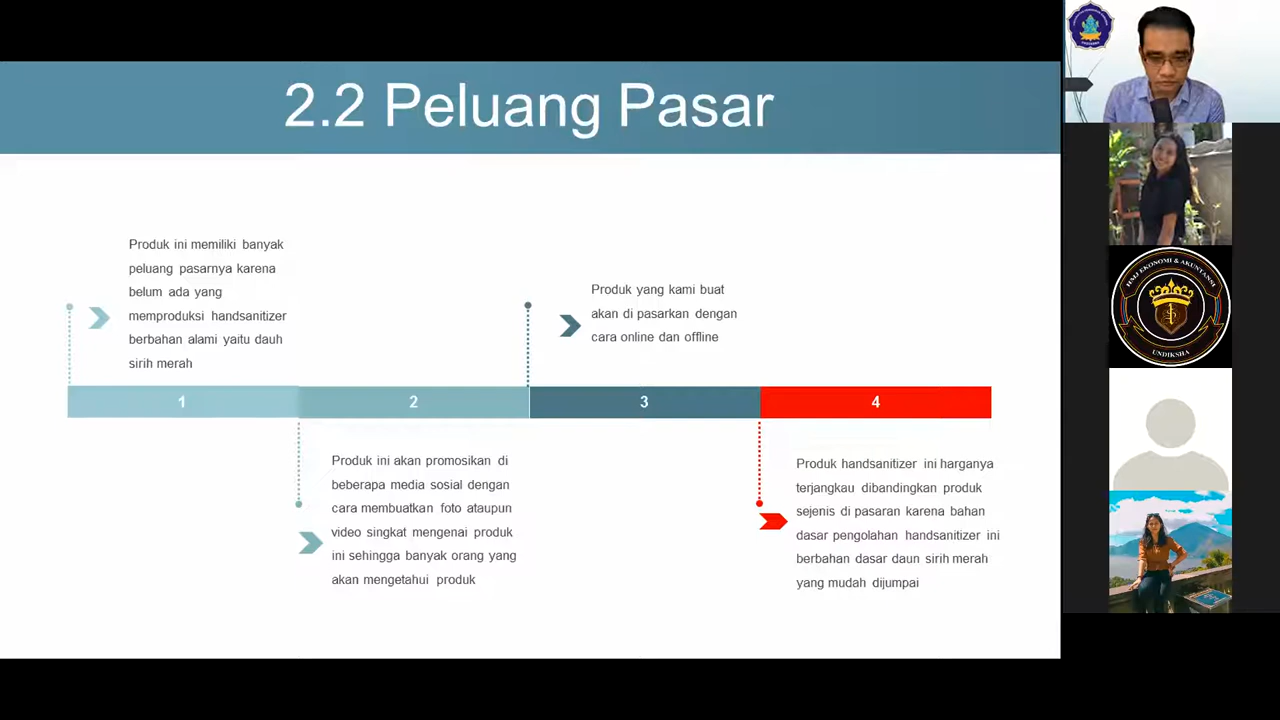 2.2 Peluang Pasar
Produk ini memiliki banyak
peluang pasarnya karena
belum ada yang
memproduksi handsanitizer
berbahan alami yaitu dauh
sirih merah
Produk yang kami buat
akan di pasarkan dengan
cara online dan offline
1
2
3
4
Produk ini akan promosikan di
beberapa media sosial dengan
cara membuatkan foto ataupun
video singkat mengenai produk
ini sehingga banyak orang yang
akan mengetahui produk
Produk handsanitizer ini harganya
terjangkau dibandingkan produk
sejenis di pasaran karena bahan
dasar pengolahan handsanitizer ini
berbahan dasar daun sirih merah
yang mudah dijumpai
HMJ EKONOMI & AKUNTANSI
UNDIKSHA